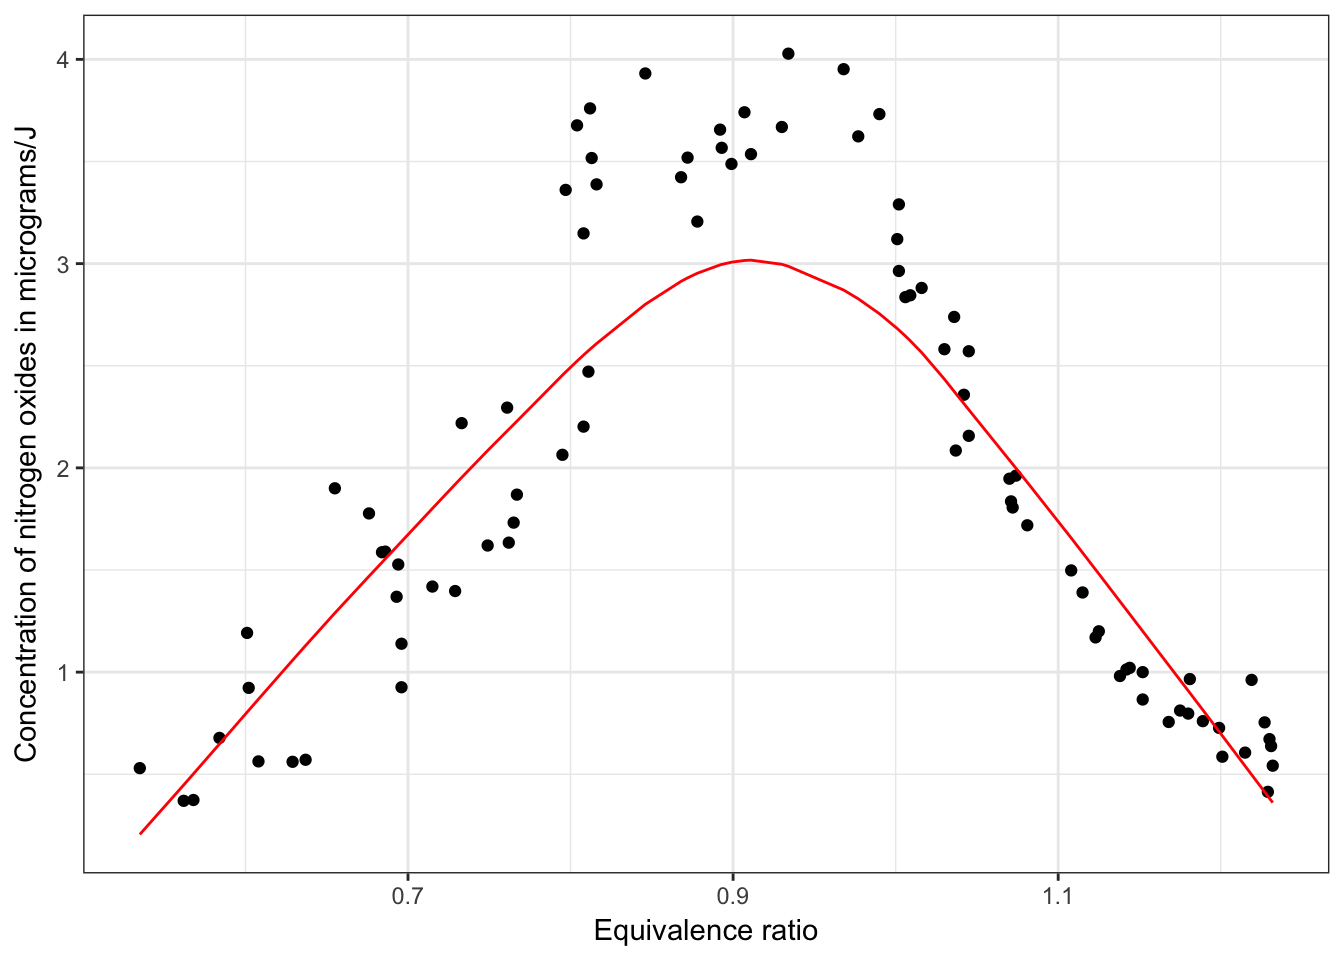 Concentration of nitrogen oxides in micrograms/J
4
3
2
1
0.7 0.9 1.1
Equivalence ratio